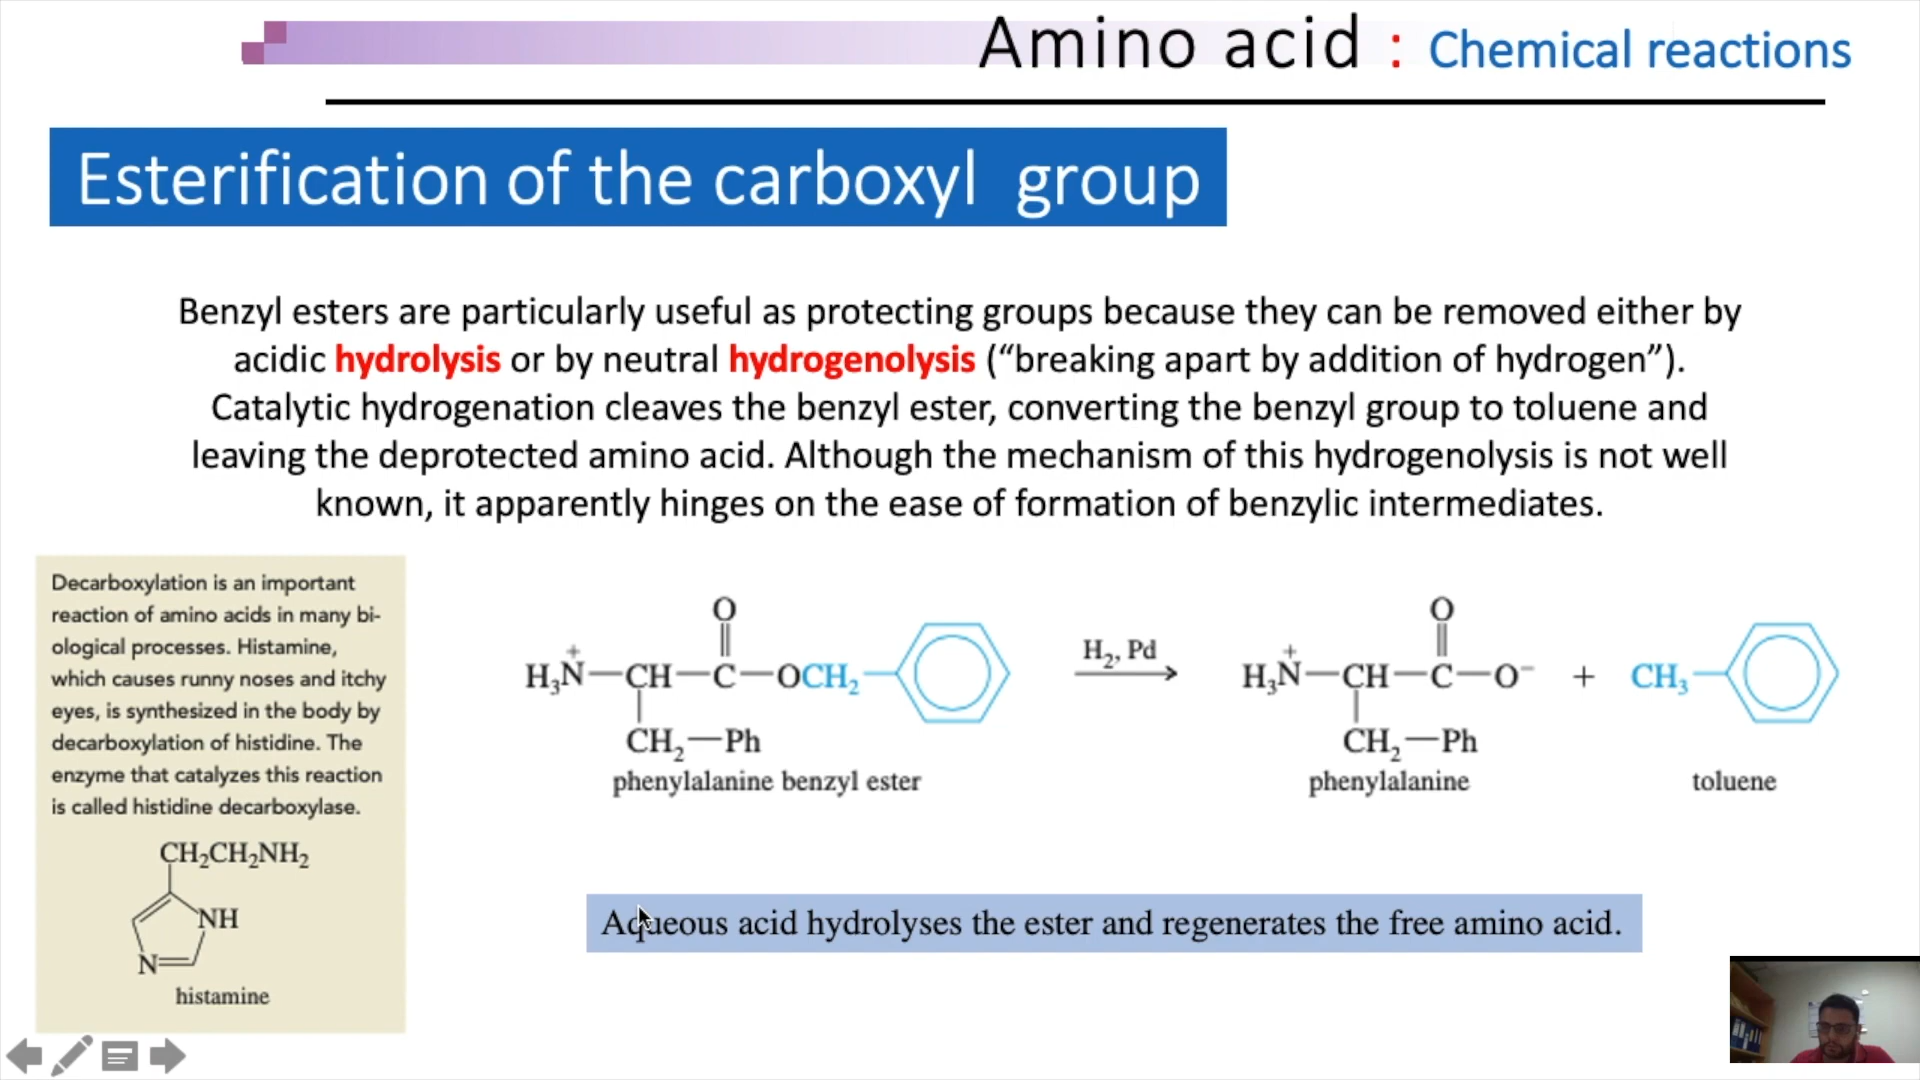 Amino acid : Chemical reactions
Esterification of the carboxyl group
Benzyl esters are particularly useful as protecting groups because they can be removed either by
acidic hydrolysis or by neutral hydrogenolysis (“breaking apart by addition of hydrogen”).
Catalytic hydrogenation cleaves the benzyl ester, converting the benzyl group to toluene and
leaving the deprotected amino acid. Although the mechanism of this hydrogenolysis is not well
known, it apparently hinges on the ease of formation of benzylic intermediates.
Decarboxylation is an important
reaction of amino acids in many bi-
ological processes. Histamine,
which causes runny noses and itchy
eyes, is synthesized in the body by
decarboxylation of histidine. The
enzyme that catalyzes this reaction
is called histidine decarboxylase.
CH₂CH₂NH₂
NH
N
histamine
O
H₃N⁺—CH—C—OCH₂
CH₂—Ph
phenylalanine benzyl ester
H₂, Pd
O
H₃N⁺—CH—C—O⁻ + CH₃
CH₂—Ph
phenylalanine
toluene
Aqueous acid hydrolyses the ester and regenerates the free amino acid.